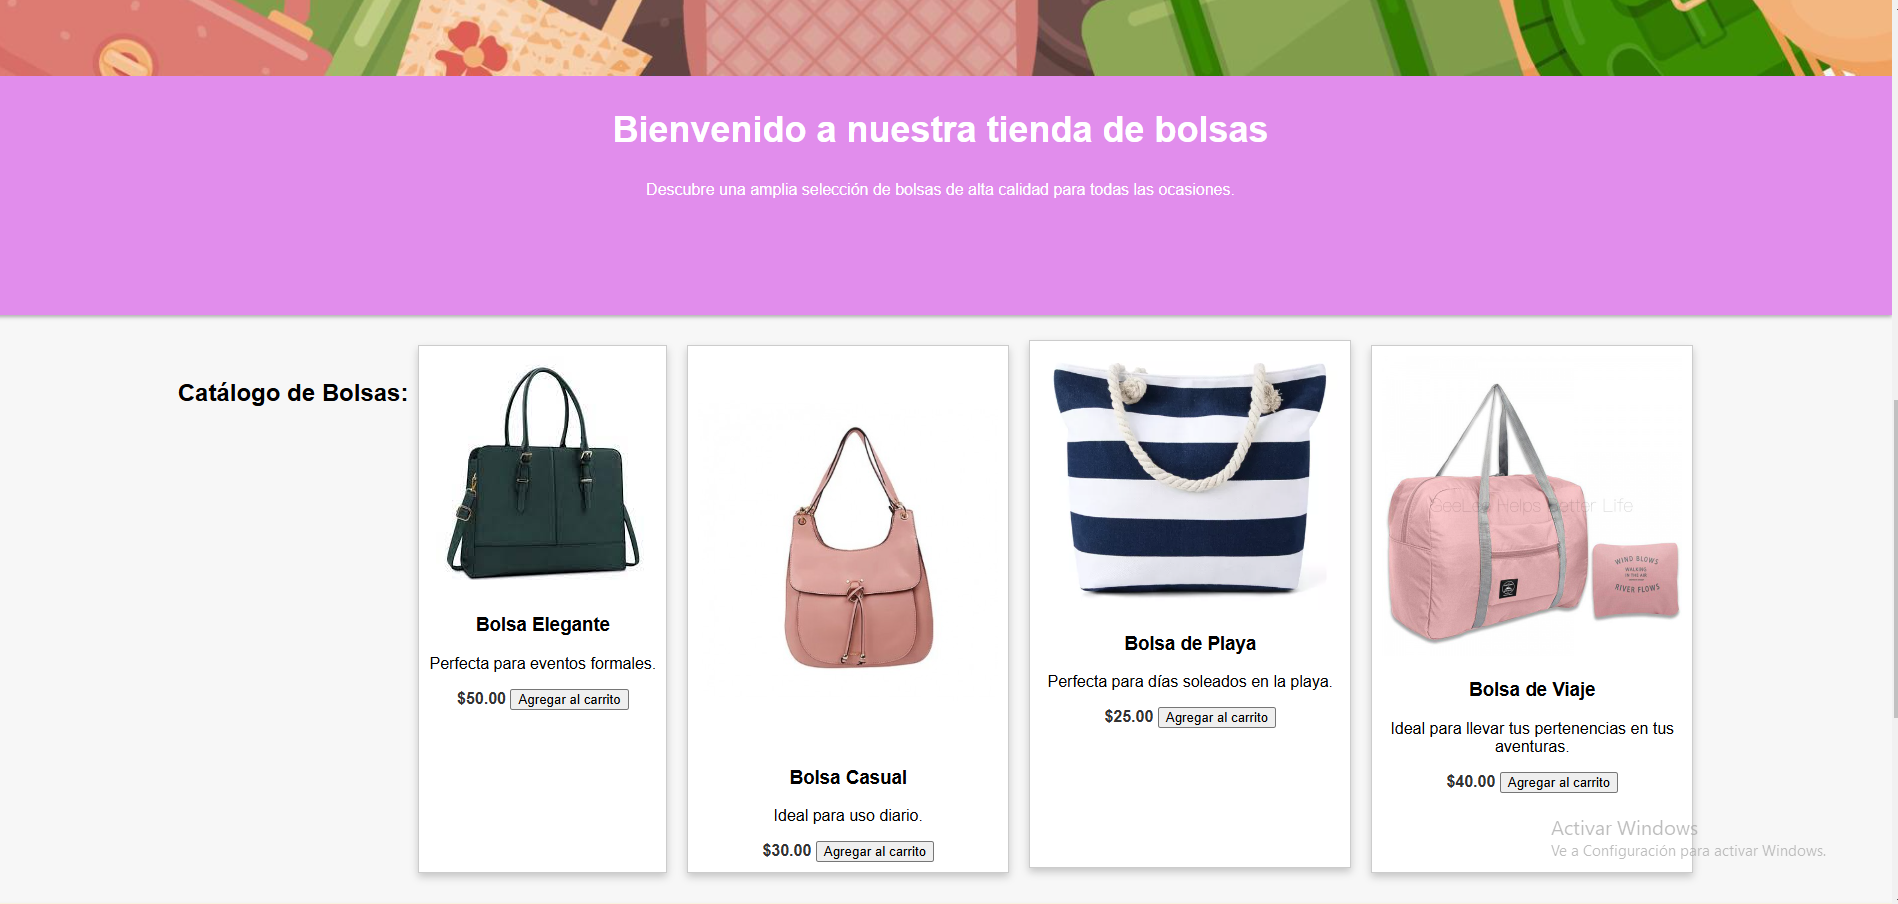 Bienvenido a nuestra tienda de bolsas
Descubre una amplia selección de bolsas de alta calidad para todas las ocasiones.
Catálogo de Bolsas:
Bolsa Elegante
Perfecta para eventos formales.
$50.00 Agregar al carrito
Bolsa Casual
Ideal para uso diario.
$30.00 Agregar al carrito
Bolsa de Playa
Perfecta para días soleados en la playa.
$25.00 Agregar al carrito
Helps Better Life
WIND BLOWS
WALKING
IN THE AIR
RIVER FLOWS
Bolsa de Viaje
Ideal para llevar tus pertenencias en tus
aventuras.
$40.00 Agregar al carrito
Activar Windows
Ve a Configuración para activar Windows.